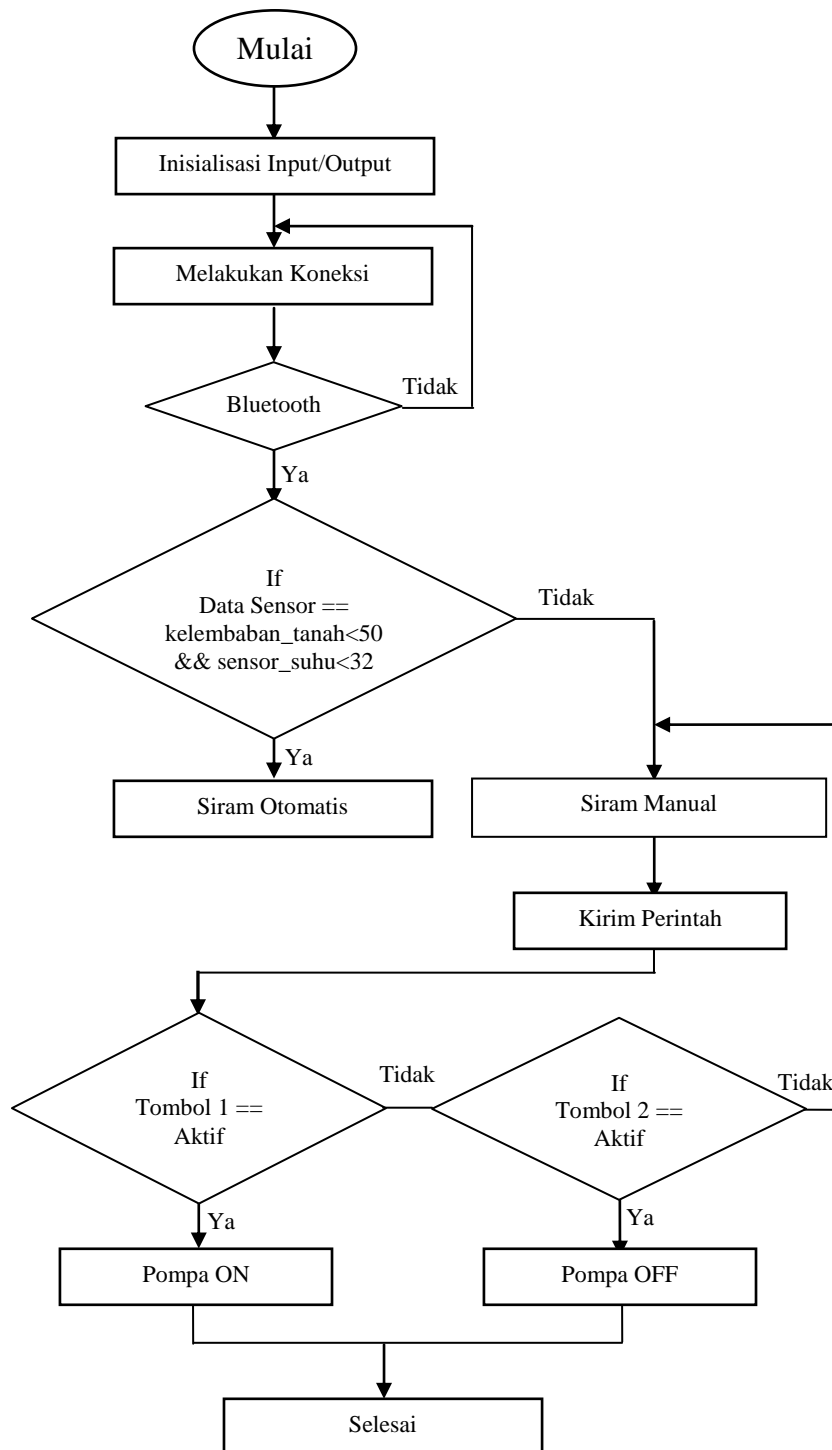 Mulai
Inisialisasi Input/Output
Melakukan Koneksi
Bluetooth
Tidak
Ya
If
Data Sensor ==
kelembaban_tanah<50
&& sensor_suhu<32
Tidak
Ya
Siram Otomatis
Siram Manual
Kirim Perintah
If
Tombol 1 ==
Aktif
Tidak
If
Tombol 2 ==
Aktif
Tidak
Ya
Ya
Pompa ON
Pompa OFF
Selesai